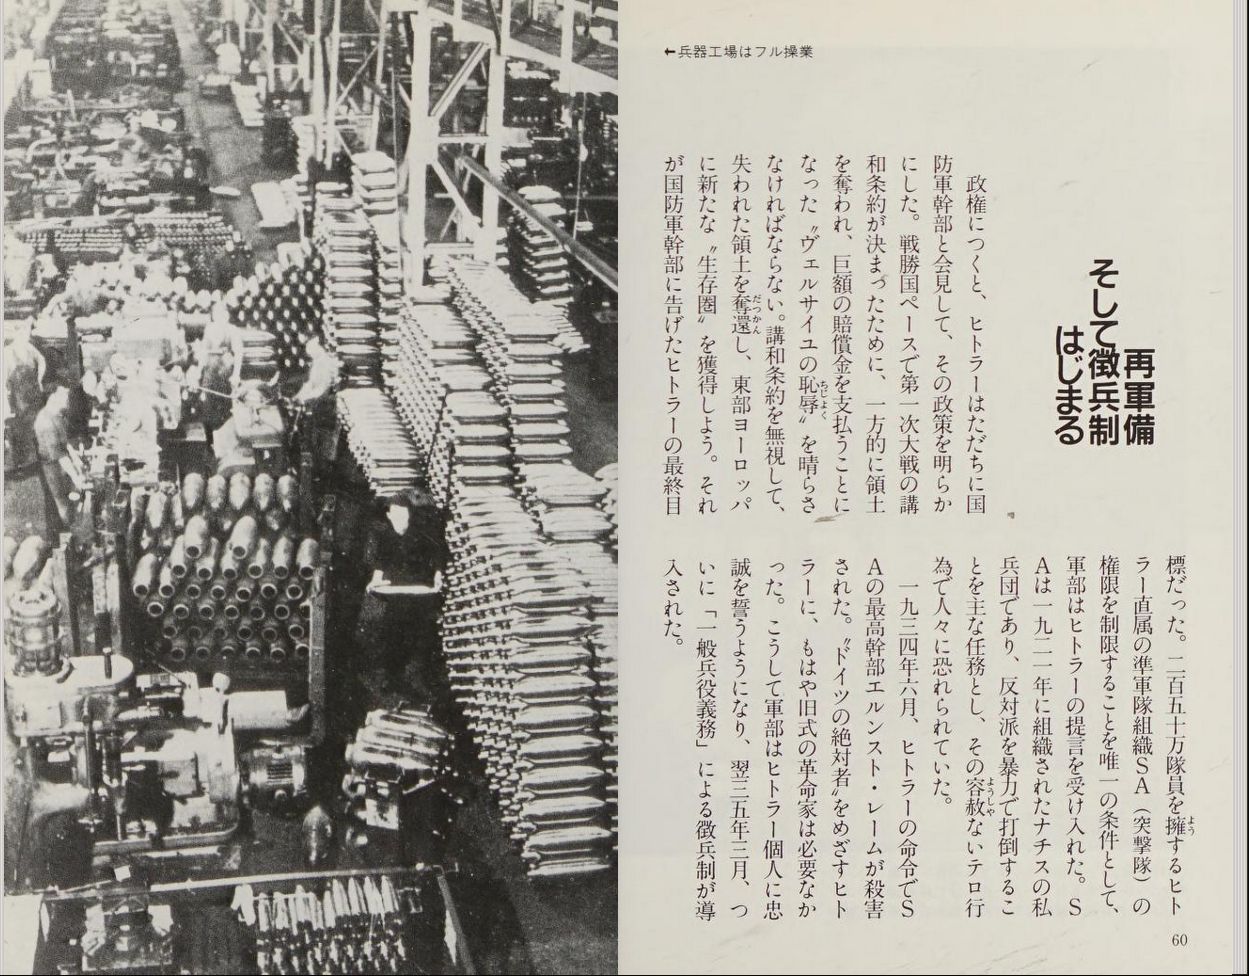 ←兵器工場はフル操業
再軍備
そして徴兵制
はじまる
政権につくと、ヒトラーはただちに国
防軍幹部と会見して、その政策を明らか
にした。戦勝国ペースで第一次大戦の講
和条約が決まったために、一方的に領土
を奪われ、巨額の賠償金を支払うことに
なった〝ヴェルサイユの恥辱〟を晴らさ
なければならない。講和条約を無視して、
失われた領土を奪還し、東部ヨーロッパ
に新たな〝生存圏〟を獲得しよう。それ
が国防軍幹部に告げたヒトラーの最終目
標だった。二百五十万隊員を擁するヒト
ラー直属の準軍隊組織SA（突撃隊）の
権限を制限することを唯一の条件として、
軍部はヒトラーの提言を受け入れた。S
Aは一九二一年に組織されたナチスの私
兵団であり、反対派を暴力で打倒するこ
とを主な任務とし、その容赦ないテロ行
為で人々に恐れられていた。
一九三四年六月、ヒトラーの命令でS
Aの最高幹部エルンスト・レームが殺害
された。〝ドイツの絶対者〟をめざすヒト
ラーに、もはや旧式の革命家は必要なか
った。こうして軍部はヒトラー個人に忠
誠を誓うようになり、翌三五年三月、つ
いに「一般兵役義務」による徴兵制が導
入された。
だっかん
ちじょく
よう
ようしゃ
60